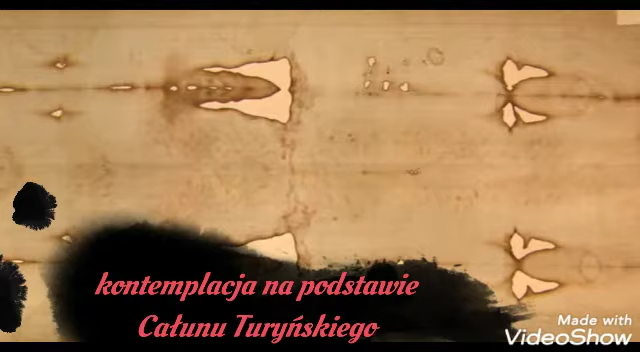 kontemplacja na podstawie
Całunu Turyńskiego
Made with
VideoShow